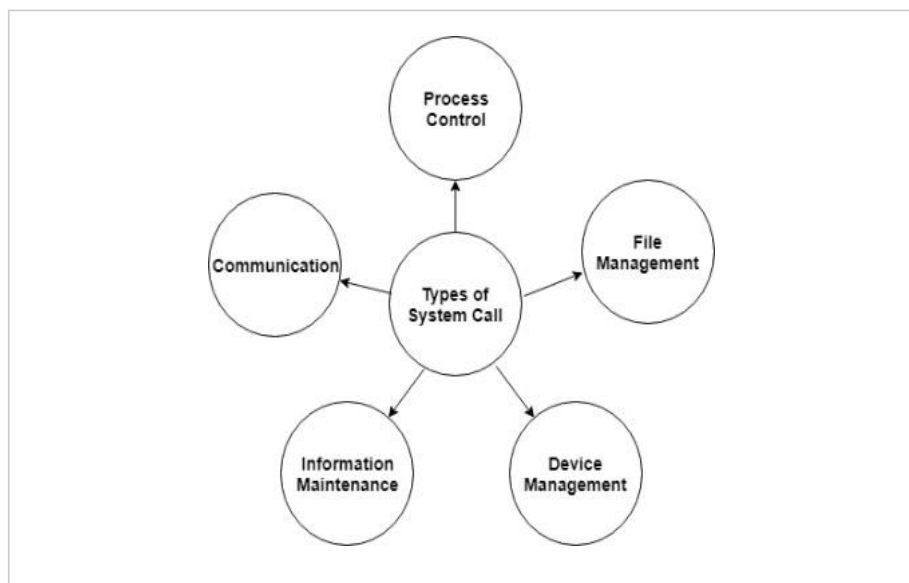 Process
Control
File
Management
Communication
Types of
System Call
Information
Maintenance
Device
Management